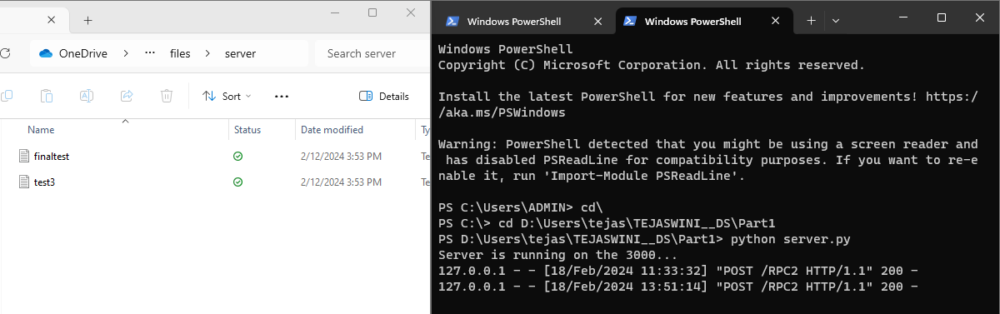 OneDrive > ... files > server
Search server
Sort
Details
Name Status Date modified Ty
finaltest 2/12/2024 3:53 PM Te
test3 2/12/2024 3:53 PM Te
Windows PowerShell
Windows PowerShell
Windows PowerShell
Copyright (C) Microsoft Corporation. All rights reserved.
Install the latest PowerShell for new features and improvements! https:/
/aka.ms/PSWindows
Warning: PowerShell detected that you might be using a screen reader and
has disabled PSReadLine for compatibility purposes. If you want to re-e
nable it, run 'Import-Module PSReadLine'.
PS C:\Users\ADMIN> cd\
PS C:\> cd D:\Users\tejas\TEJASWINI__DS\Part1
PS D:\Users\tejas\TEJASWINI__DS\Part1> python server.py
Server is running on the 3000...
127.0.0.1 - - [18/Feb/2024 11:33:32] "POST /RPC2 HTTP/1.1" 200 -
127.0.0.1 - - [18/Feb/2024 13:51:14] "POST /RPC2 HTTP/1.1" 200 -